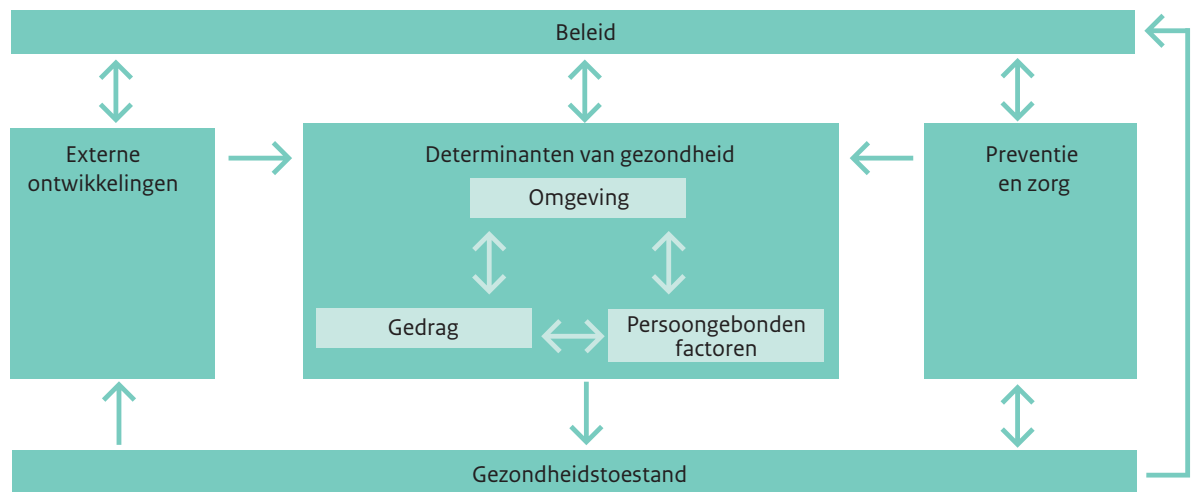 Beleid
Externe
ontwikkelingen
Determinanten van gezondheid
Omgeving
Gedrag
Persoongebonden
factoren
Preventie
en zorg
Gezondheidstoestand